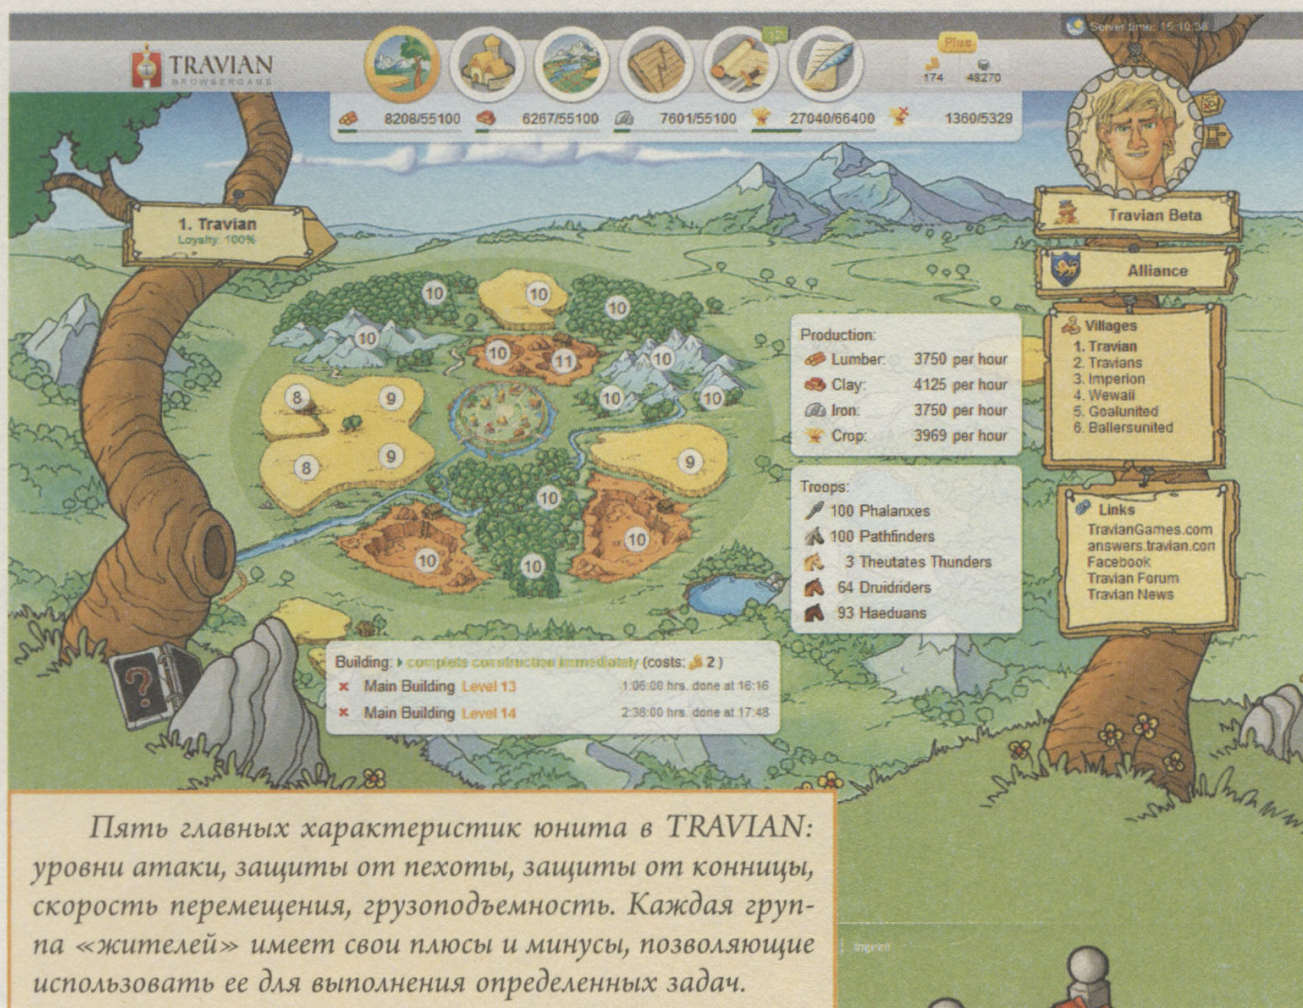 Server time: 15:10:38
TRAVIAN
BROWSERGAME
12
Plus
174 48270
8208/55100 6267/55100 7601/55100 27040/66400 1360/5329
1. Travian
Loyalty: 100%
Travian Beta
Alliance
Villages
1. Travian
2. Travians
3. Imperion
4. Wewaii
5. Goalunited
6. Ballersunited
Links
TravianGames.com
answers.travian.con
Facebook
Travian Forum
Travian News
10 10 10
10 10 11 10
10 10
8 9
8 9 9
10
10 10
10
Production:
Lumber: 3750 per hour
Clay: 4125 per hour
Iron: 3750 per hour
Crop: 3969 per hour
Troops:
100 Phalanxes
100 Pathfinders
3 Theutates Thunders
64 Druidriders
93 Haeduans
?
Building: complete construction immediately (costs: 2 )
Main Building Level 13 1:06:00 hrs. done at 16:16
Main Building Level 14 2:38:00 hrs. done at 17:48
Пять главных характеристик юнита в TRAVIAN:
уровни атаки, защиты от пехоты, защиты от конницы,
скорость перемещения, грузоподъемность. Каждая груп-
па «жителей» имеет свои плюсы и минусы, позволяющие
использовать ее для выполнения определенных задач.
Imprint